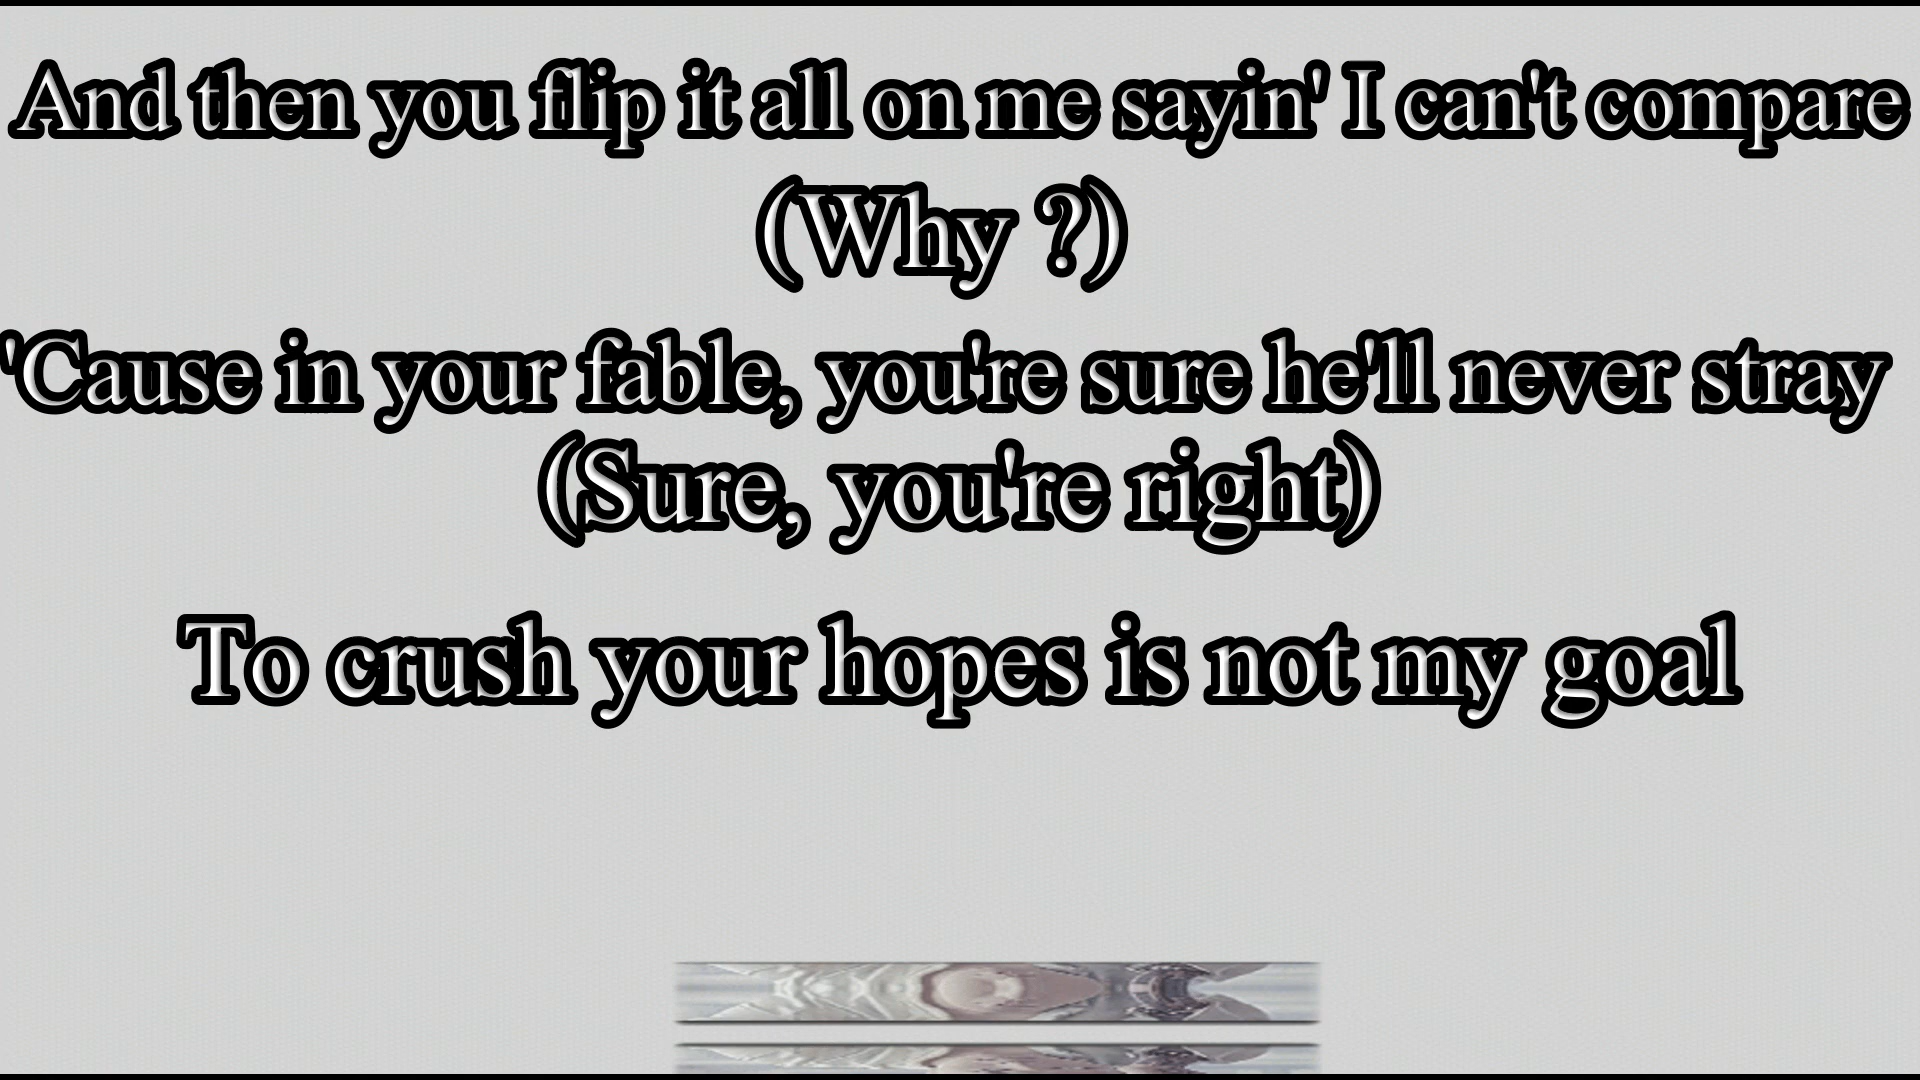 And then you flip it all on me sayin' I can't compare
(Why ?)
'Cause in your fable, you're sure he'll never stray
(Sure, you're right)
To crush your hopes is not my goal